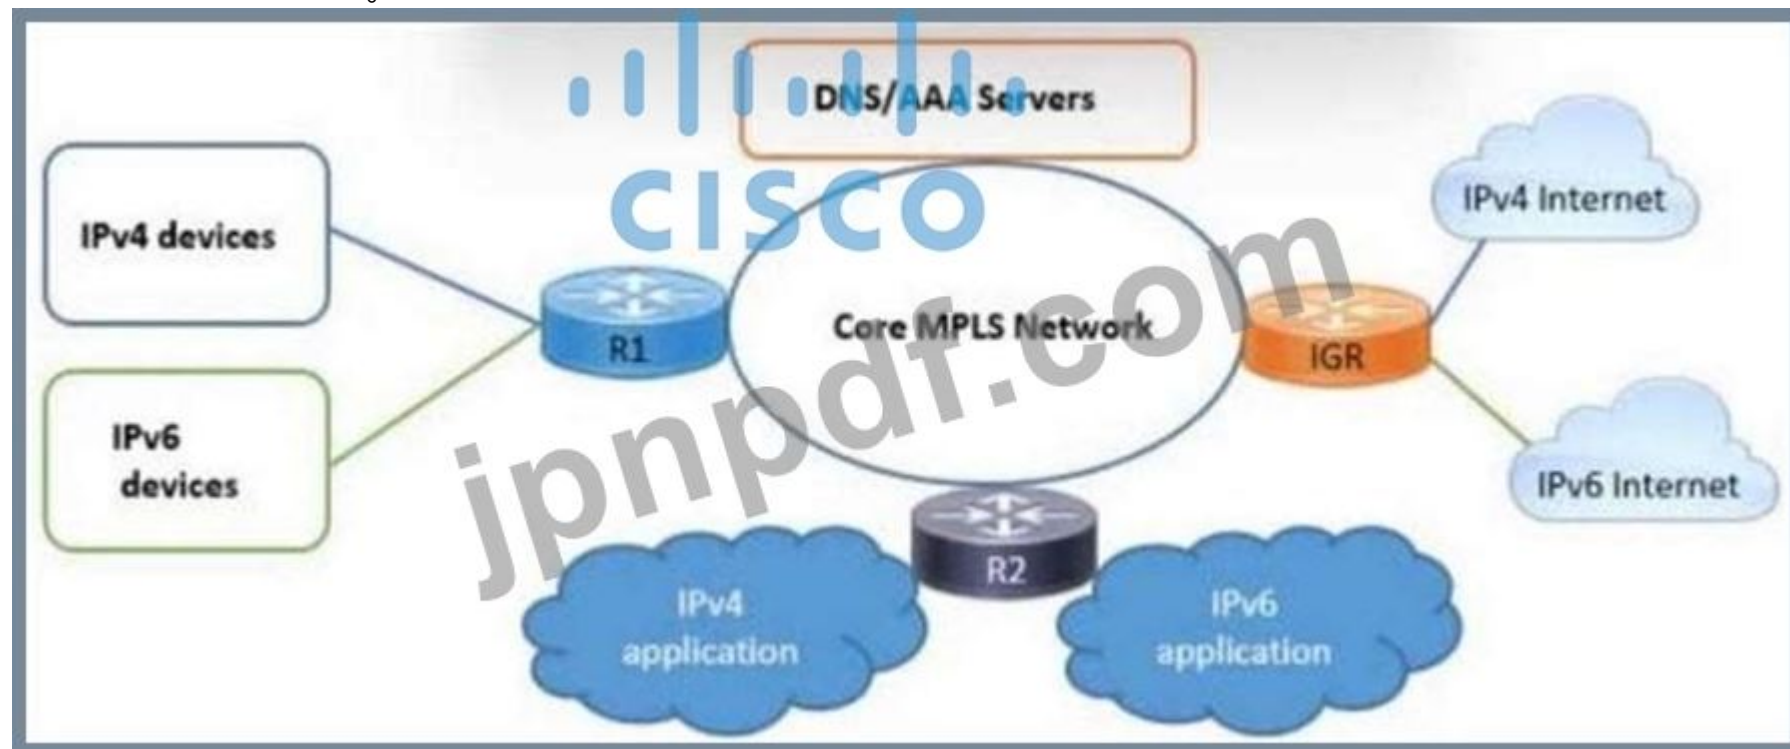 CISCO
DNS/AAA Servers
IPv4 devices
IPv4 Internet
R1
Core MPLS Network
IGR
IPv6
devices
IPv6 Internet
R2
IPv4
application
IPv6
application
jpnpdf.com